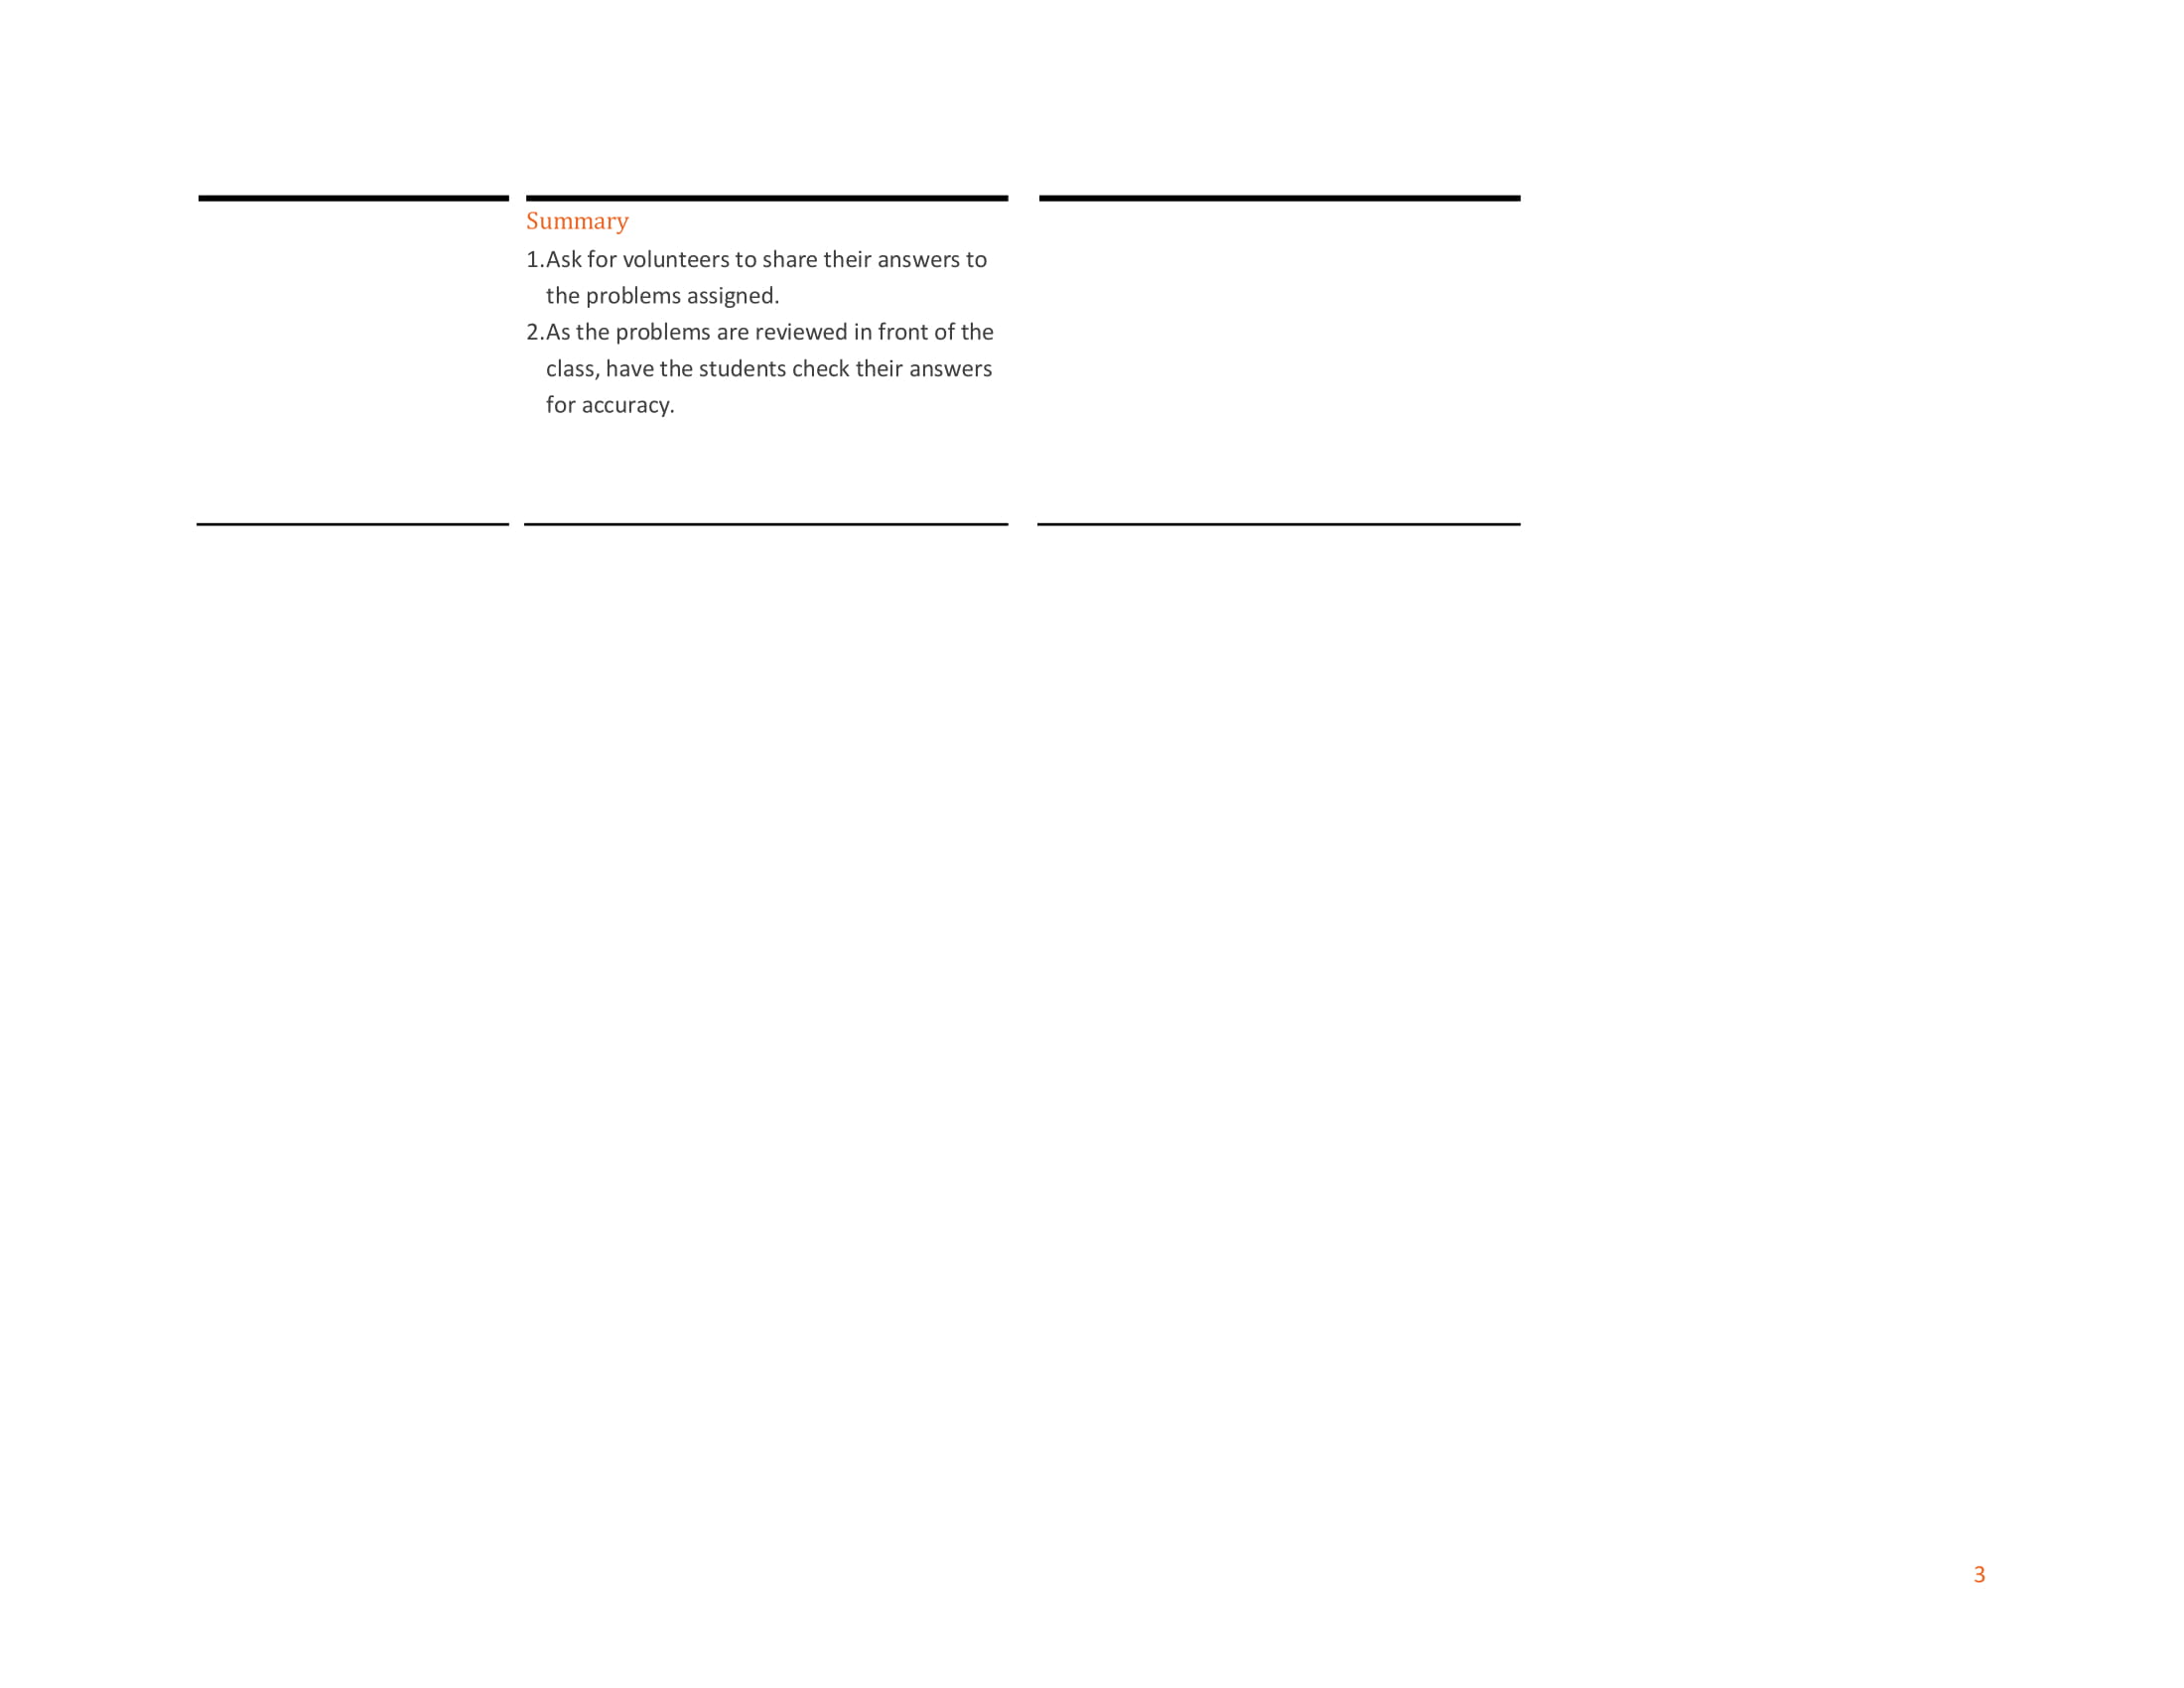 Summary
1.Ask for volunteers to share their answers to
the problems assigned.
2.As the problems are reviewed in front of the
class, have the students check their answers
for accuracy.
3